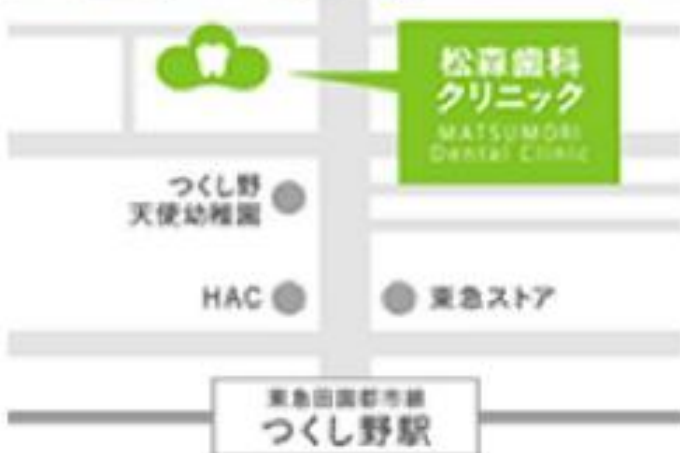 松森歯科
クリニック
MATSUMORI
Dental Clinic
つくし野
天使幼稚園
HAC
東急ストア
東急田園都市線
つくし野駅